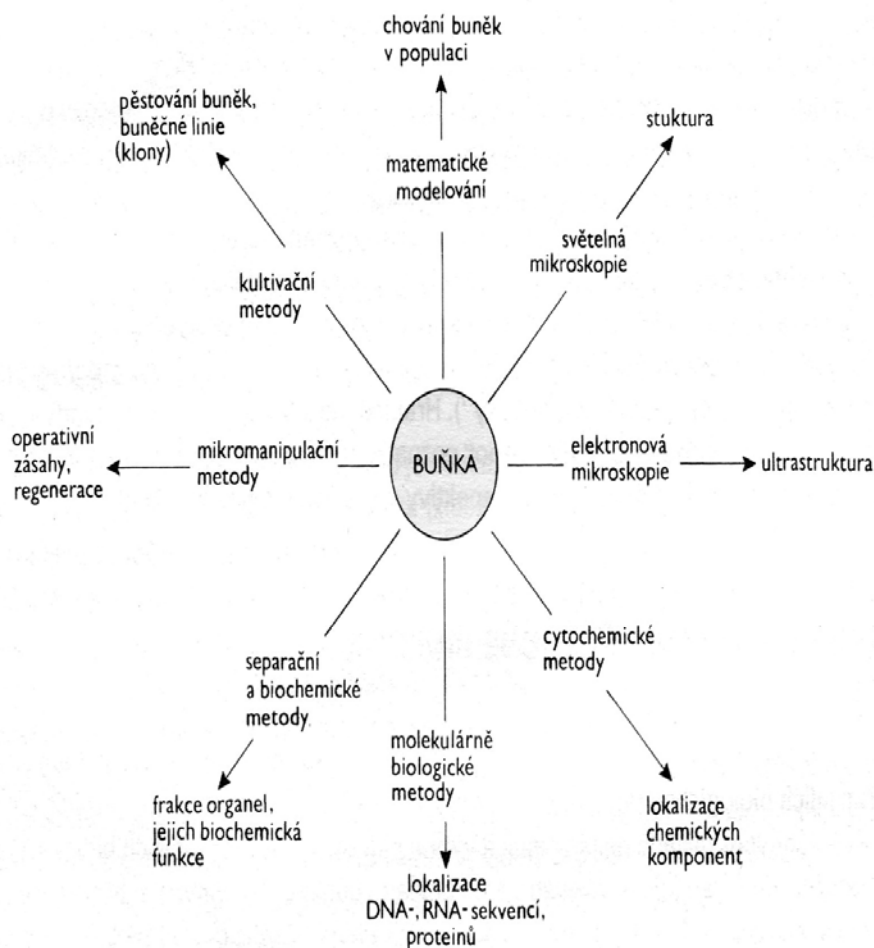 chování buněk
v populaci
pěstování buněk,
buněčné linie
(klony)
stuktura
matematické
modelování
světelná
mikroskopie
kultivační
metody
operativní
zásahy,
regenerace
mikromanipulační
metody
BUŇKA
elektronová
mikroskopie
ultrastruktura
separační
a biochemické
metody
cytochemické
metody
molekulárně
biologické
metody
frakce organel,
jejich biochemická
funkce
lokalizace
chemických
komponent
lokalizace
DNA-, RNA-sekvencí,
proteinů